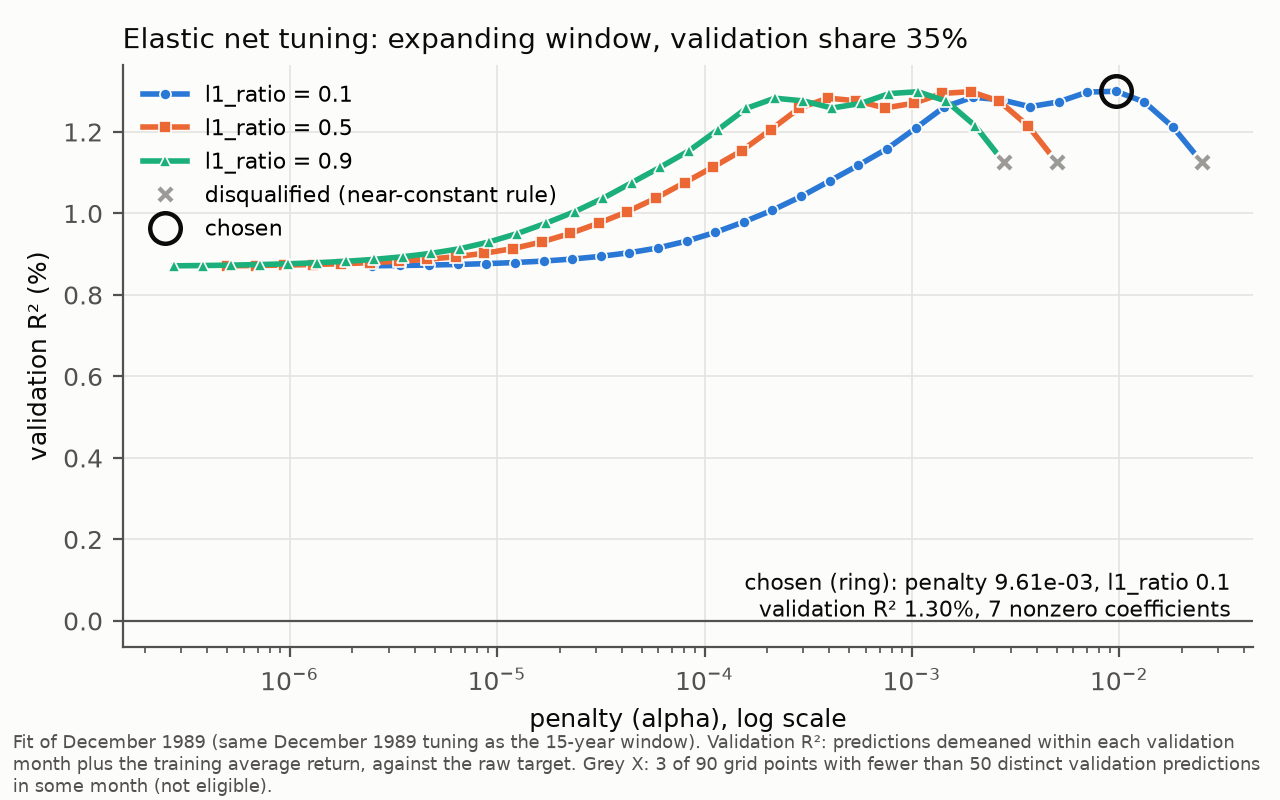 Elastic net tuning: expanding window, validation share 35%
l1_ratio = 0.1
l1_ratio = 0.5
l1_ratio = 0.9
disqualified (near-constant rule)
chosen
validation R² (%)
1.2
1.0
0.8
0.6
0.4
0.2
0.0
chosen (ring): penalty 9.61e-03, l1_ratio 0.1
validation R² 1.30%, 7 nonzero coefficients
10⁻⁶ 10⁻⁵ 10⁻⁴ 10⁻³ 10⁻²
penalty (alpha), log scale
Fit of December 1989 (same December 1989 tuning as the 15-year window). Validation R²: predictions demeaned within each validation
month plus the training average return, against the raw target. Grey X: 3 of 90 grid points with fewer than 50 distinct validation predictions
in some month (not eligible).